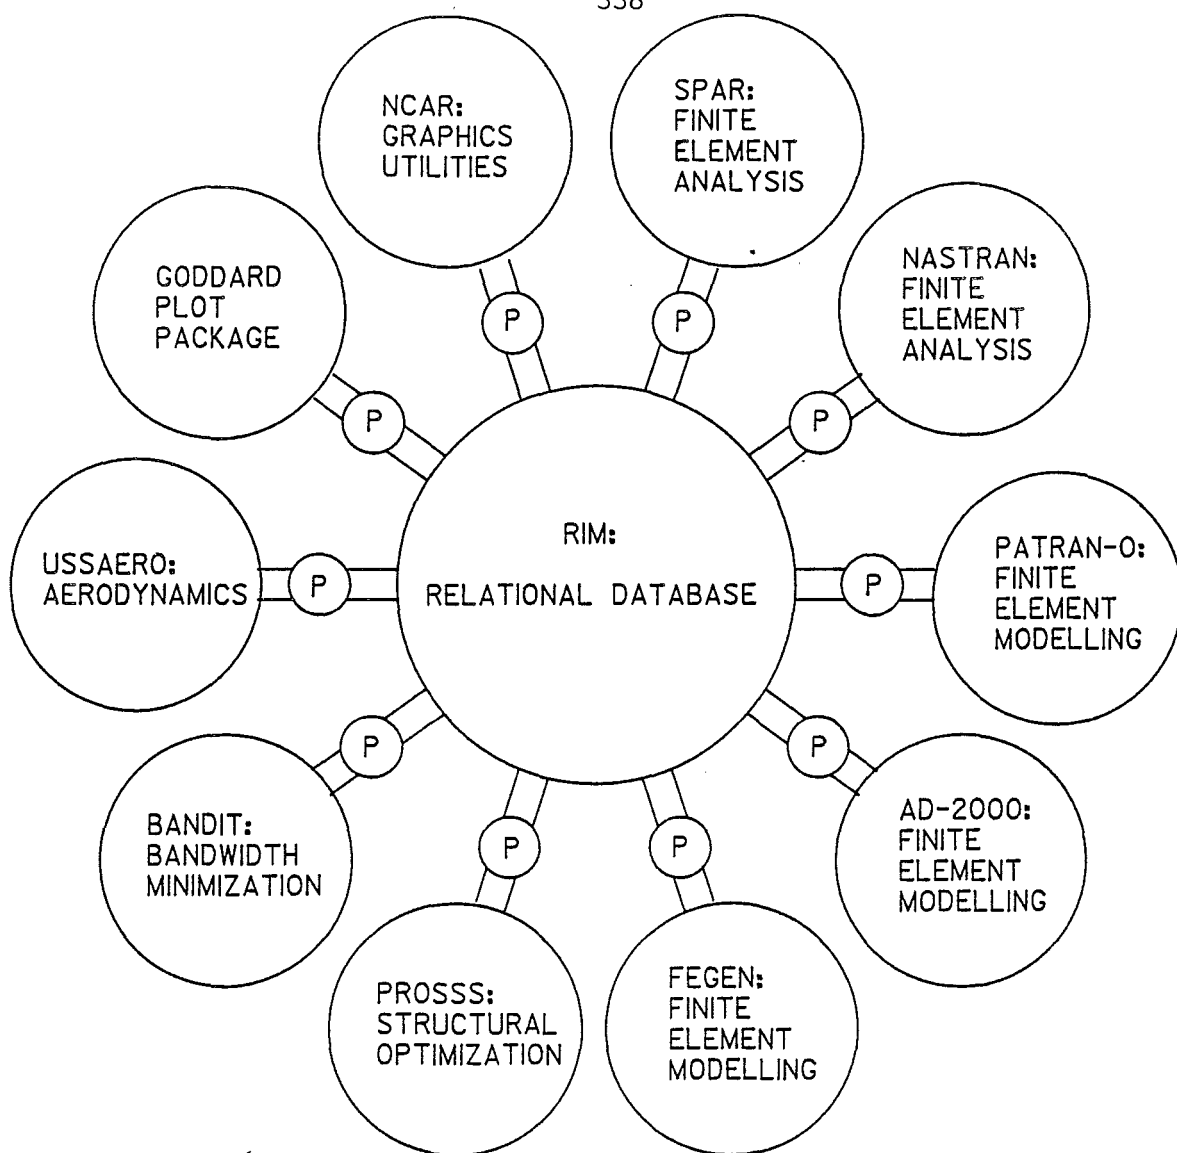 338
NCAR:
GRAPHICS
UTILITIES
SPAR:
FINITE
ELEMENT
ANALYSIS
GODDARD
PLOT
PACKAGE
NASTRAN:
FINITE
ELEMENT
ANALYSIS
P
P
P
P
USSAERO:
AERODYNAMICS
P
RIM:
RELATIONAL DATABASE
P
PATRAN-0:
FINITE
ELEMENT
MODELLING
P
P
P
P
BANDIT:
BANDWIDTH
MINIMIZATION
AD-2000:
FINITE
ELEMENT
MODELLING
PROSSS:
STRUCTURAL
OPTIMIZATION
FEGEN:
FINITE
ELEMENT
MODELLING